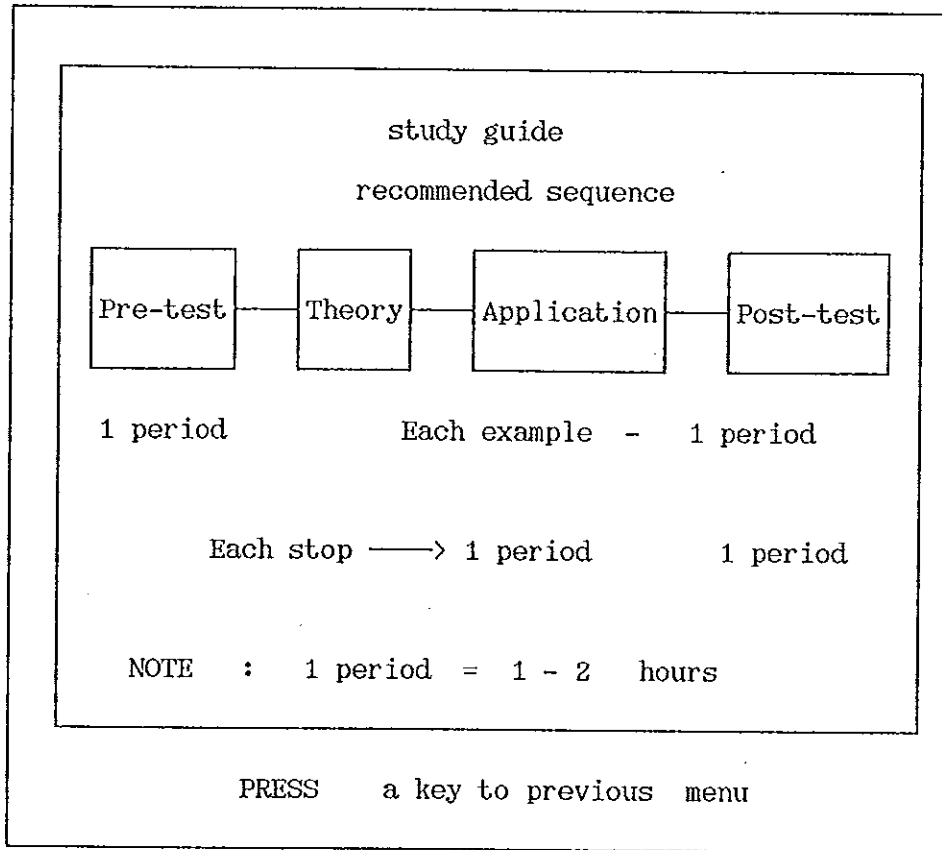 study guide
recommended sequence
Pre-test Theory Application Post-test
1 period Each example - 1 period
Each stop ——> 1 period 1 period
NOTE : 1 period = 1 - 2 hours
PRESS a key to previous menu